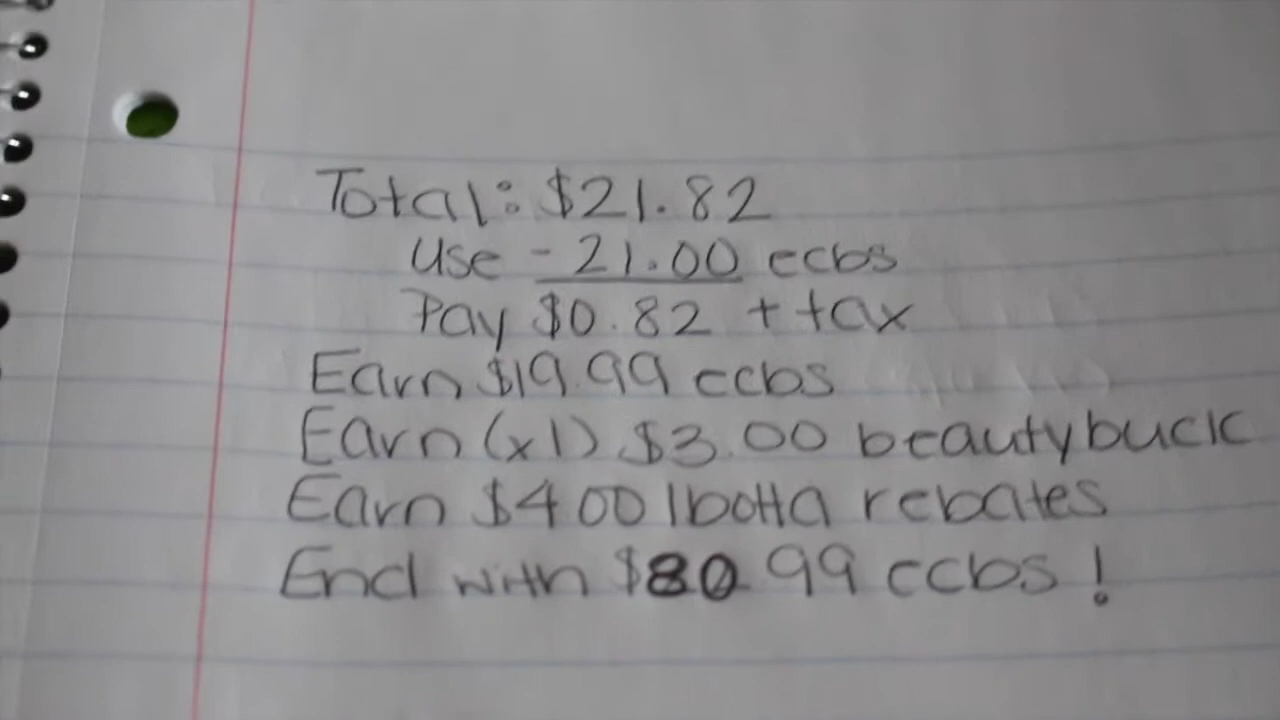 Total: $21.82
Use - 21.00 ecbs
Pay $0.82 + tax
Earn $19.99 ecbs
Earn (x1) $3.00 beautybuck
Earn $4.00 Ibotta rebates
End with $80.99 ecbs!